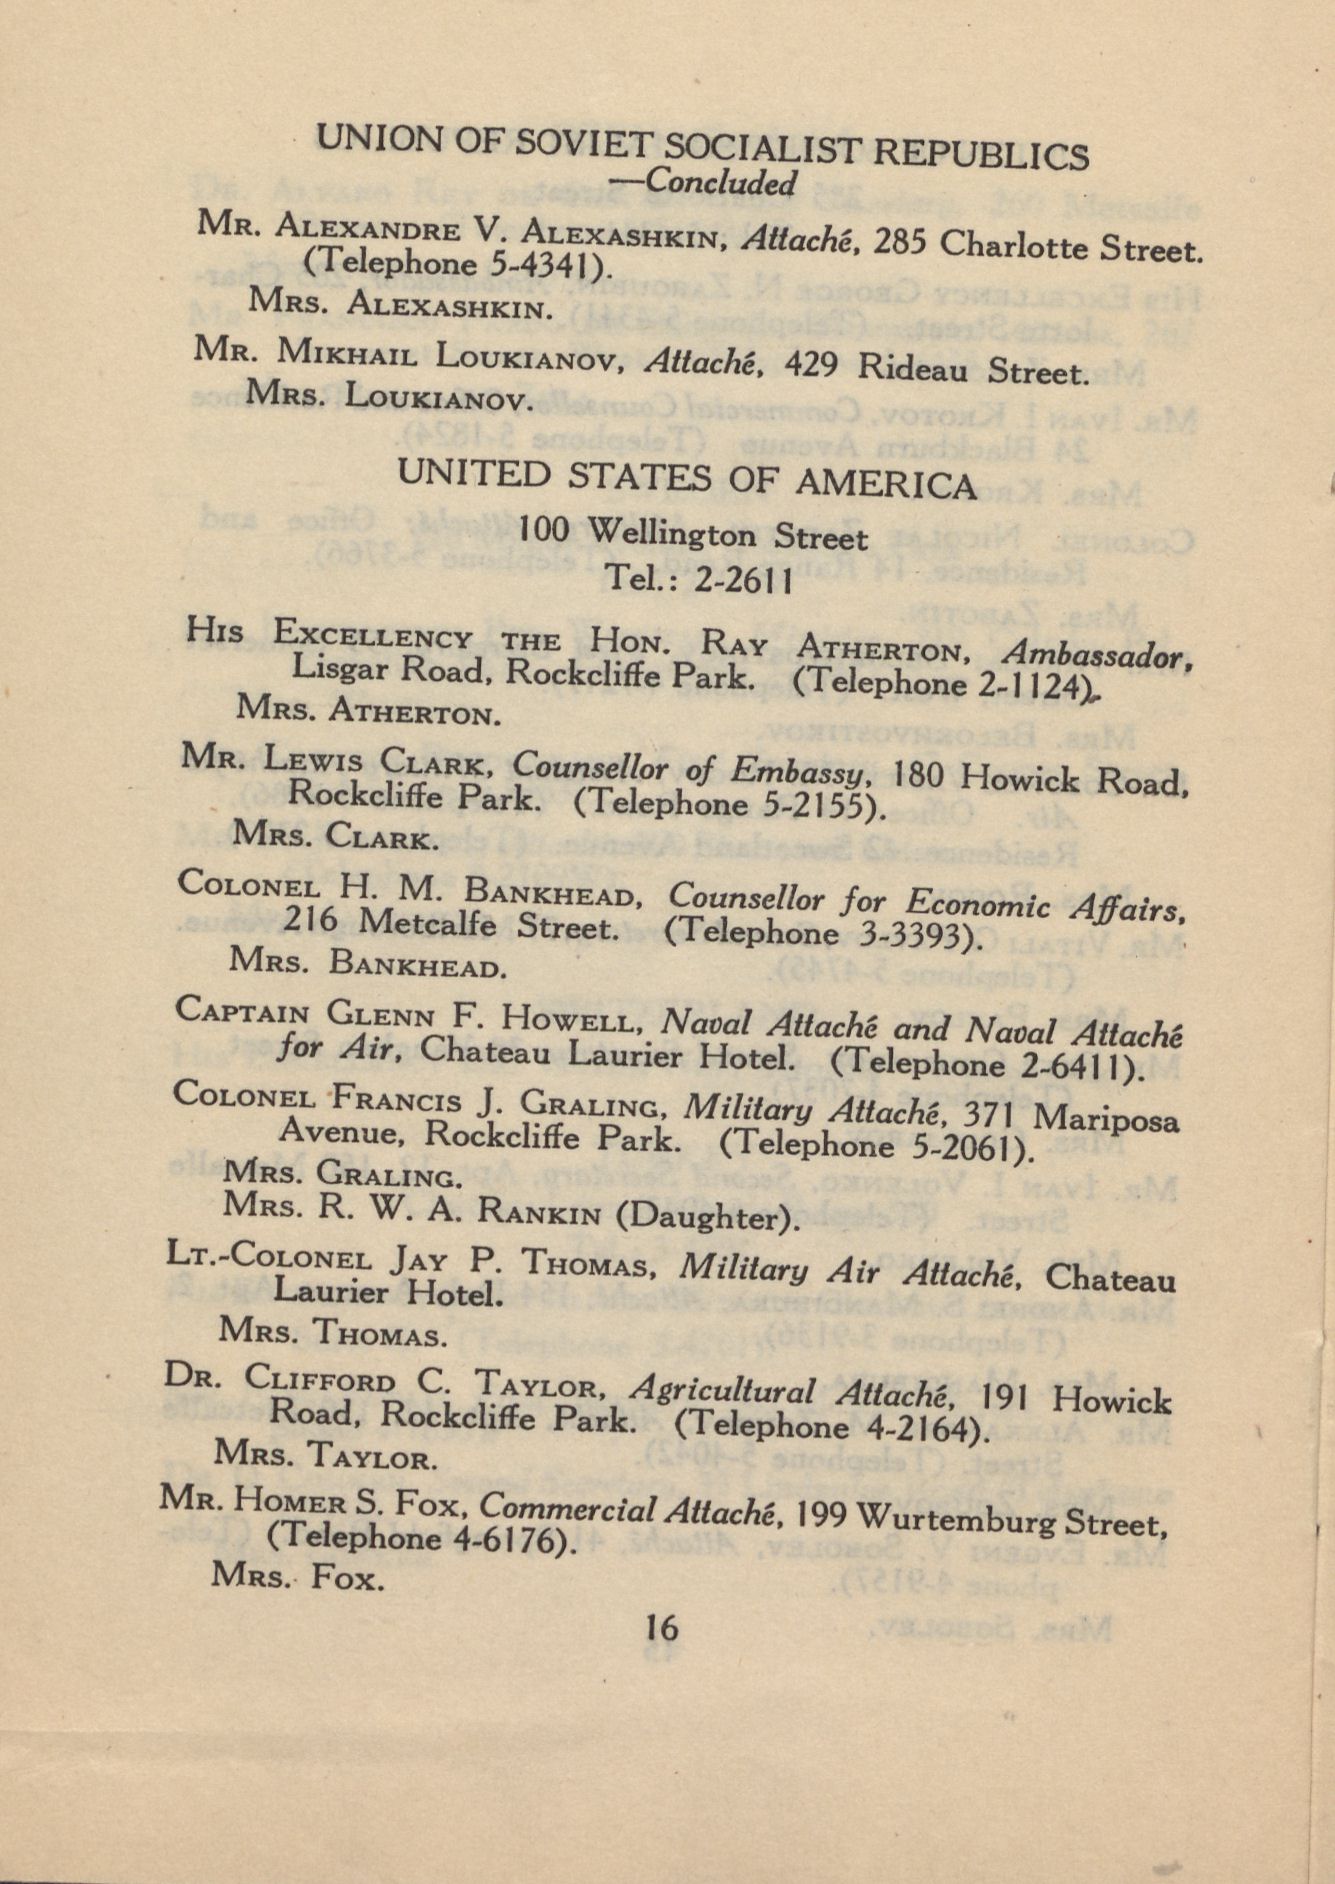 UNION OF SOVIET SOCIALIST REPUBLICS
—Concluded
MR. ALEXANDRE V. ALEXASHKIN, Attaché, 285 Charlotte Street.
(Telephone 5-4341).
MRS. ALEXASHKIN.
MR. MIKHAIL LOUKIANOV, Attaché, 429 Rideau Street.
MRS. LOUKIANOV.
UNITED STATES OF AMERICA
100 Wellington Street
Tel.: 2-2611
HIS EXCELLENCY THE HON. RAY ATHERTON, Ambassador,
Lisgar Road, Rockcliffe Park. (Telephone 2-1124).
MRS. ATHERTON.
MR. LEWIS CLARK, Counsellor of Embassy, 180 Howick Road,
Rockcliffe Park. (Telephone 5-2155).
MRS. CLARK.
COLONEL H. M. BANKHEAD, Counsellor for Economic Affairs,
216 Metcalfe Street. (Telephone 3-3393).
MRS. BANKHEAD.
CAPTAIN GLENN F. HOWELL, Naval Attaché and Naval Attaché
for Air, Chateau Laurier Hotel. (Telephone 2-6411).
COLONEL FRANCIS J. GRALING, Military Attaché, 371 Mariposa
Avenue, Rockcliffe Park. (Telephone 5-2061).
MRS. GRALING.
MRS. R. W. A. RANKIN (Daughter).
LT.-COLONEL JAY P. THOMAS, Military Air Attaché, Chateau
Laurier Hotel.
MRS. THOMAS.
DR. CLIFFORD C. TAYLOR, Agricultural Attaché, 191 Howick
Road, Rockcliffe Park. (Telephone 4-2164).
MRS. TAYLOR.
MR. HOMER S. FOX, Commercial Attaché, 199 Wurtemburg Street,
(Telephone 4-6176).
MRS. FOX.
16